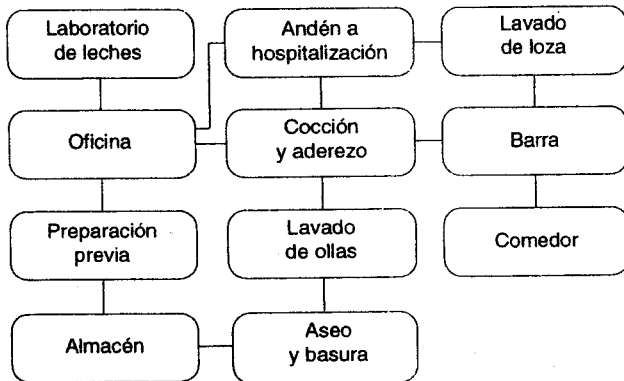 Laboratorio
de leches
Andén a
hospitalización
Lavado
de loza
Oficina
Cocción
y aderezo
Barra
Preparación
previa
Lavado
de ollas
Comedor
Almacén
Aseo
y basura